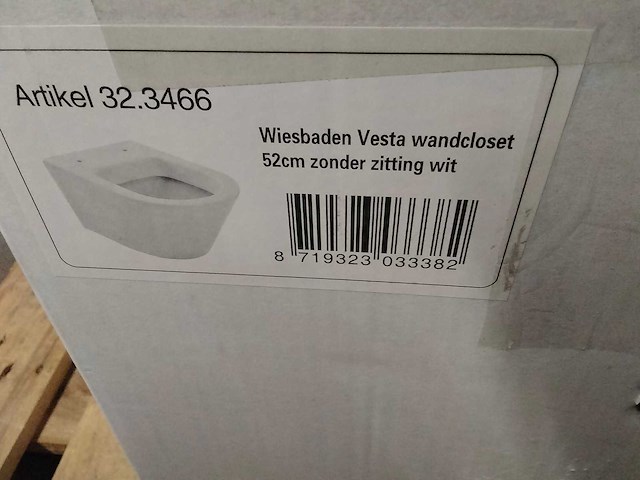 Artikel 32.3466
Wiesbaden Vesta wandcloset
52cm zonder zitting wit
8 719323 033382